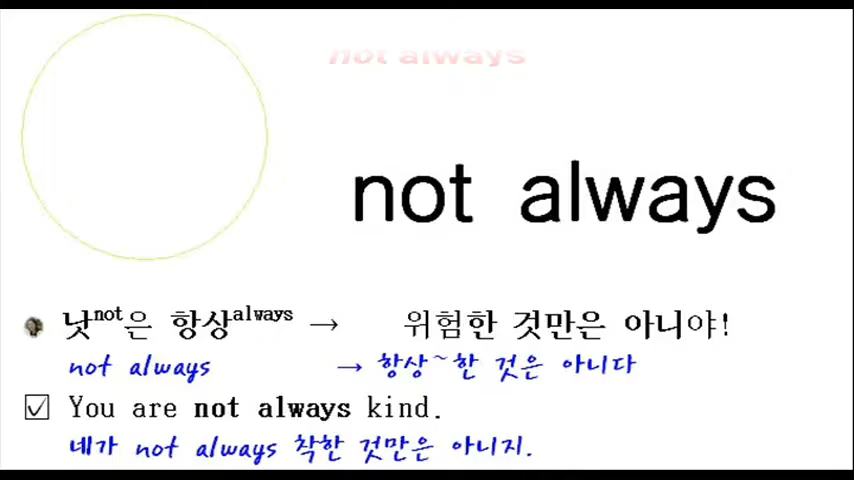 not always
not always
낫not은 항상always → 위험한 것만은 아니야!
not always → 항상~한 것은 아니다
☑ You are not always kind.
네가 not always 착한 것만은 아니지.